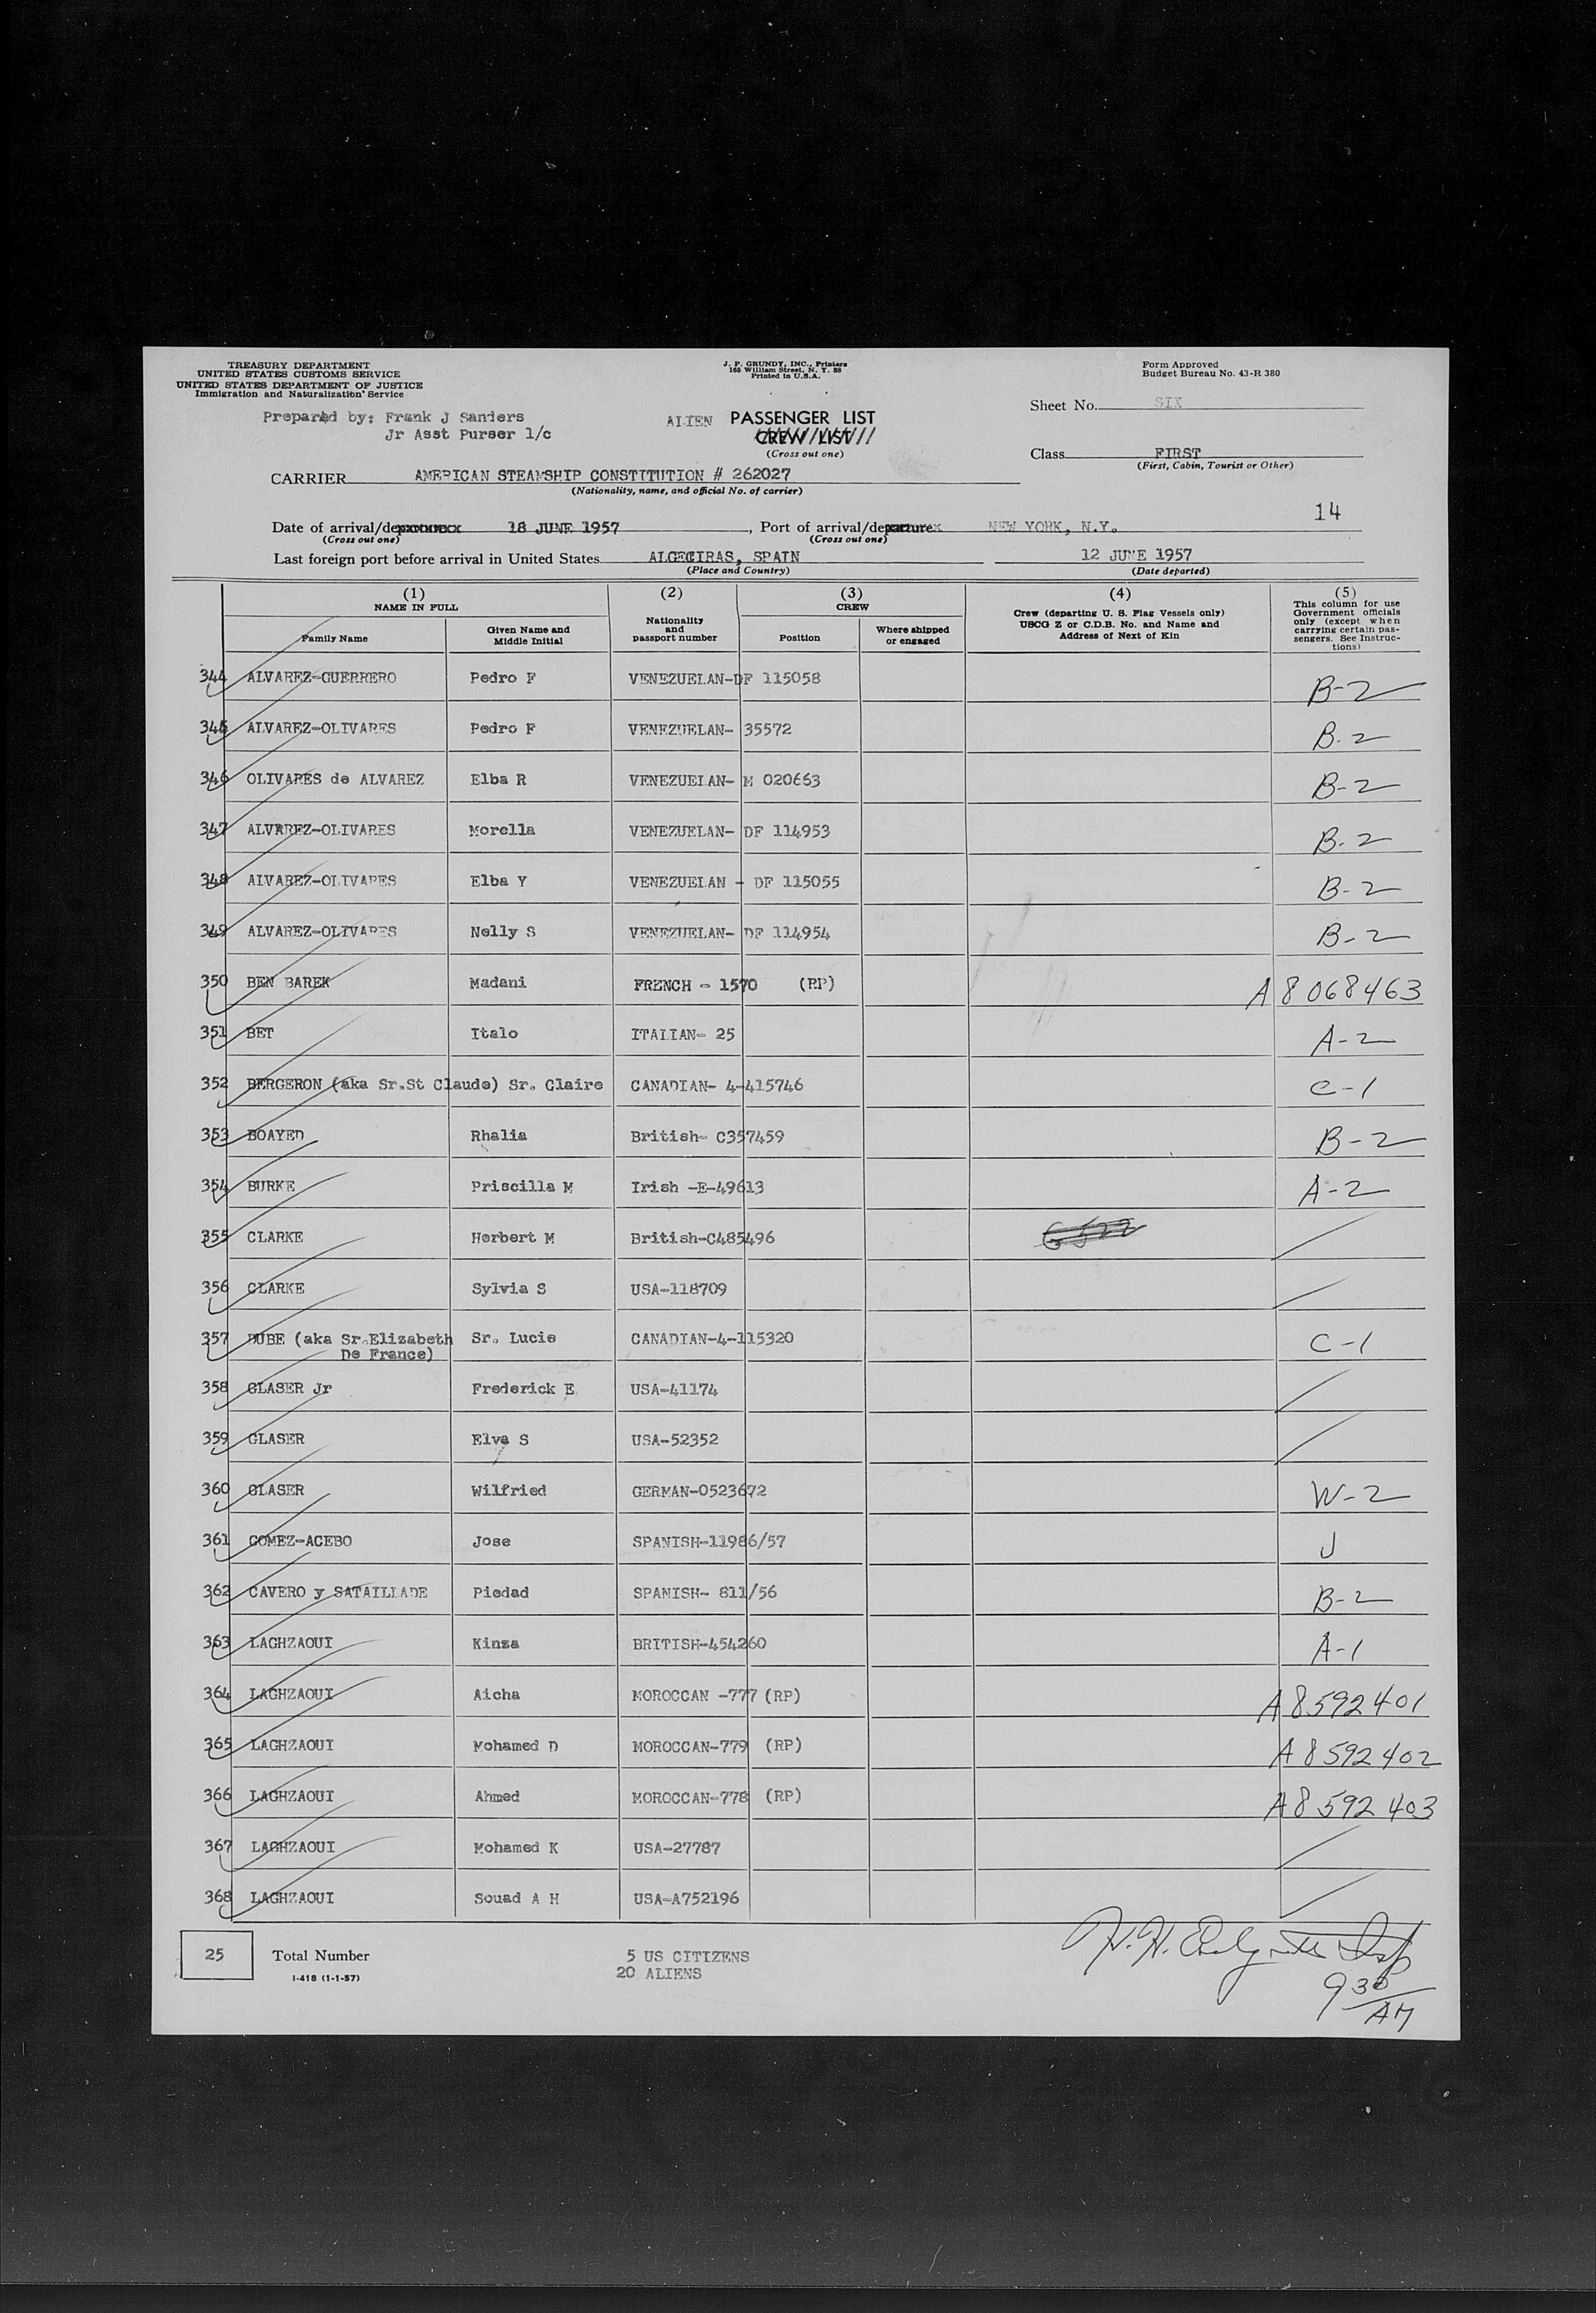 TREASURY DEPARTMENT
UNITED STATES CUSTOMS SERVICE
UNITED STATES DEPARTMENT OF JUSTICE
Immigration and Naturalization Service
J. P. GRUNDY, INC., Printers
165 William Street, N. Y. 38
Printed in U.S.A.
Form Approved
Budget Bureau No. 43-R 380
Prepared by: Frank J Sanders
Jr Asst Purser 1/c
ALIEN PASSENGER LIST
CREW LIST
(Cross out one)
Sheet No. SIX
Class FIRST
(First, Cabin, Tourist or Other)
CARRIER AMERICAN STEAMSHIP CONSTITUTION # 262027
(Nationality, name, and official No. of carrier)
14
Date of arrival/departure 18 JUNE 1957, Port of arrival/departure NEW YORK, N.Y.
(Cross out one) (Cross out one)
Last foreign port before arrival in United States ALGECIRAS, SPAIN 12 JUNE 1957
(Place and Country) (Date departed)
(1) (2) (3) (4) (5)
NAME IN FULL
Family Name
Given Name and Middle Initial
Nationality and passport number
CREW
Position
Where shipped or engaged
Crew (departing U. S. Flag Vessels only)
USCG Z or C.D.B. No. and Name and
Address of Next of Kin
This column for use
Government officials
only (except when
carrying certain pas-
sengers. See Instruc-
tions)
344 ALVAREZ-GUERRERO Pedro F VENEZUELAN-DF 115058 B-2
345 ALVAREZ-OLIVARES Pedro F VENEZUELAN- 35572 B-2
346 OLIVARES de ALVAREZ Elba R VENEZUELAN- M 020663 B-2
347 ALVAREZ-OLIVARES Morella VENEZUELAN- DF 114953 B-2
348 ALVAREZ-OLIVARES Elba Y VENEZUELAN - DF 115055 B-2
349 ALVAREZ-OLIVARES Nelly S VENEZUELAN- DF 114954 B-2
350 BEN BAREK Madani FRENCH - 1570 (RP) A 8068463
351 BET Italo ITALIAN- 25 A-2
352 BERGERON (aka Sr.St Claude) Sr. Claire CANADIAN- 4-415746 C-1
353 BOAYED Rhalia British- C357459 B-2
354 BURKE Priscilla M Irish -E-49613 A-2
355 CLARKE Herbert M British-C485496
356 CLARKE Sylvia S USA-118709
357 DUBE (aka Sr.Elizabeth Sr. Lucie CANADIAN-4-115320 C-1
De France)
358 GLASER Jr Frederick E USA-41174
359 GLASER Elva S USA-52352
360 GLASER Wilfried GERMAN-0523672 W-2
361 GOMEZ-ACEBO Jose SPANISH-11986/57 J
362 CAVERO y SATAILLADE Piedad SPANISH- 811/56 B-2
363 LAGHZAOUI Kinza BRITISH-454260 A-1
364 LAGHZAOUI Aicha MOROCCAN -777 (RP) A 8592401
365 LAGHZAOUI Mohamed D MOROCCAN-779 (RP) A 8592402
366 LAGHZAOUI Ahmed MOROCCAN-778 (RP) A 8592403
367 LAGHZAOUI Mohamed K USA-27787
368 LAGHZAOUI Souad A H USA-A752196
25 Total Number
I-418 (1-1-57)
5 US CITIZENS
20 ALIENS
930
AM